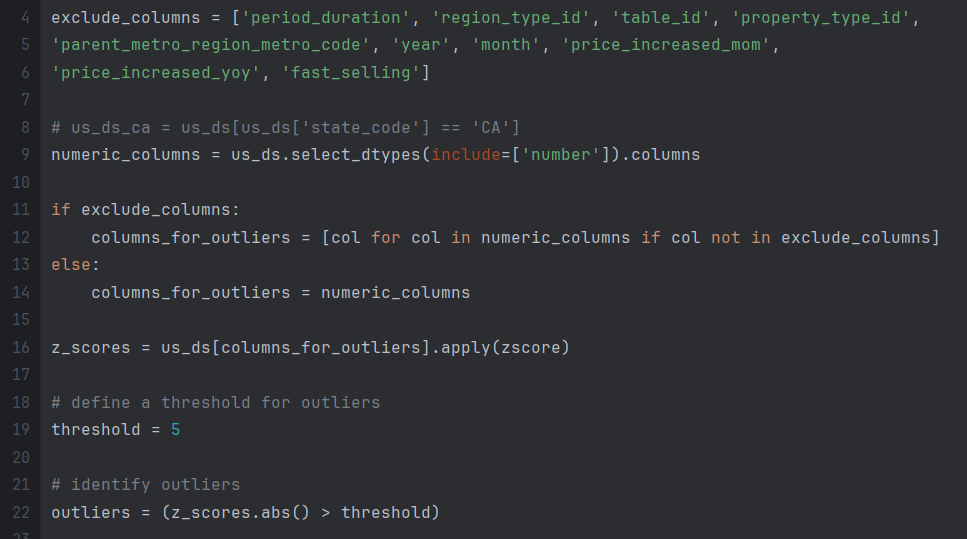 4 exclude_columns = ['period_duration', 'region_type_id', 'table_id', 'property_type_id',
5 'parent_metro_region_metro_code', 'year', 'month', 'price_increased_mom',
6 'price_increased_yoy', 'fast_selling']
7
8 # us_ds_ca = us_ds[us_ds['state_code'] == 'CA']
9 numeric_columns = us_ds.select_dtypes(include=['number']).columns
10
11 if exclude_columns:
12     columns_for_outliers = [col for col in numeric_columns if col not in exclude_columns]
13 else:
14     columns_for_outliers = numeric_columns
15
16 z_scores = us_ds[columns_for_outliers].apply(zscore)
17
18 # define a threshold for outliers
19 threshold = 5
20
21 # identify outliers
22 outliers = (z_scores.abs() > threshold)
23